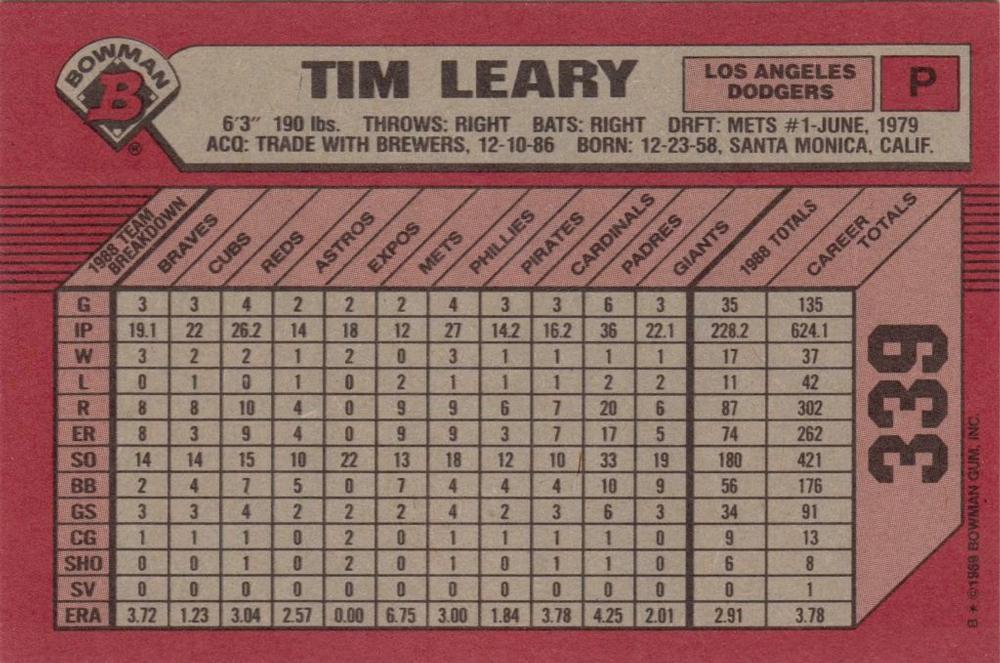 BOWMAN
B
®
TIM LEARY
LOS ANGELES
DODGERS
P
6'3" 190 lbs. THROWS: RIGHT BATS: RIGHT DRFT: METS #1-JUNE, 1979
ACQ: TRADE WITH BREWERS, 12-10-86 BORN: 12-23-58, SANTA MONICA, CALIF.
1988 TEAM BREAKDOWN BRAVES CUBS REDS ASTROS EXPOS METS PHILLIES PIRATES CARDINALS PADRES GIANTS 1988 TOTALS CAREER TOTALS
G 3 3 4 2 2 2 4 3 3 6 3 35 135
IP 19.1 22 26.2 14 18 12 27 14.2 16.2 36 22.1 228.2 624.1
W 3 2 2 1 2 0 3 1 1 1 1 17 37
L 0 1 0 1 0 2 1 1 1 2 2 11 42
R 8 8 10 4 0 9 9 6 7 20 6 87 302
ER 8 3 9 4 0 9 9 3 7 17 5 74 262
SO 14 14 15 10 22 13 18 12 10 33 19 180 421
BB 2 4 7 5 0 7 4 4 4 10 9 56 176
GS 3 3 4 2 2 2 4 2 3 6 3 34 91
CG 1 1 1 0 2 0 1 1 1 1 0 9 13
SHO 0 0 1 0 2 0 1 0 1 1 0 6 8
SV 0 0 0 0 0 0 0 0 0 0 0 0 1
ERA 3.72 1.23 3.04 2.57 0.00 6.75 3.00 1.84 3.78 4.25 2.01 2.91 3.78
339
B * ©1989 BOWMAN GUM, INC.